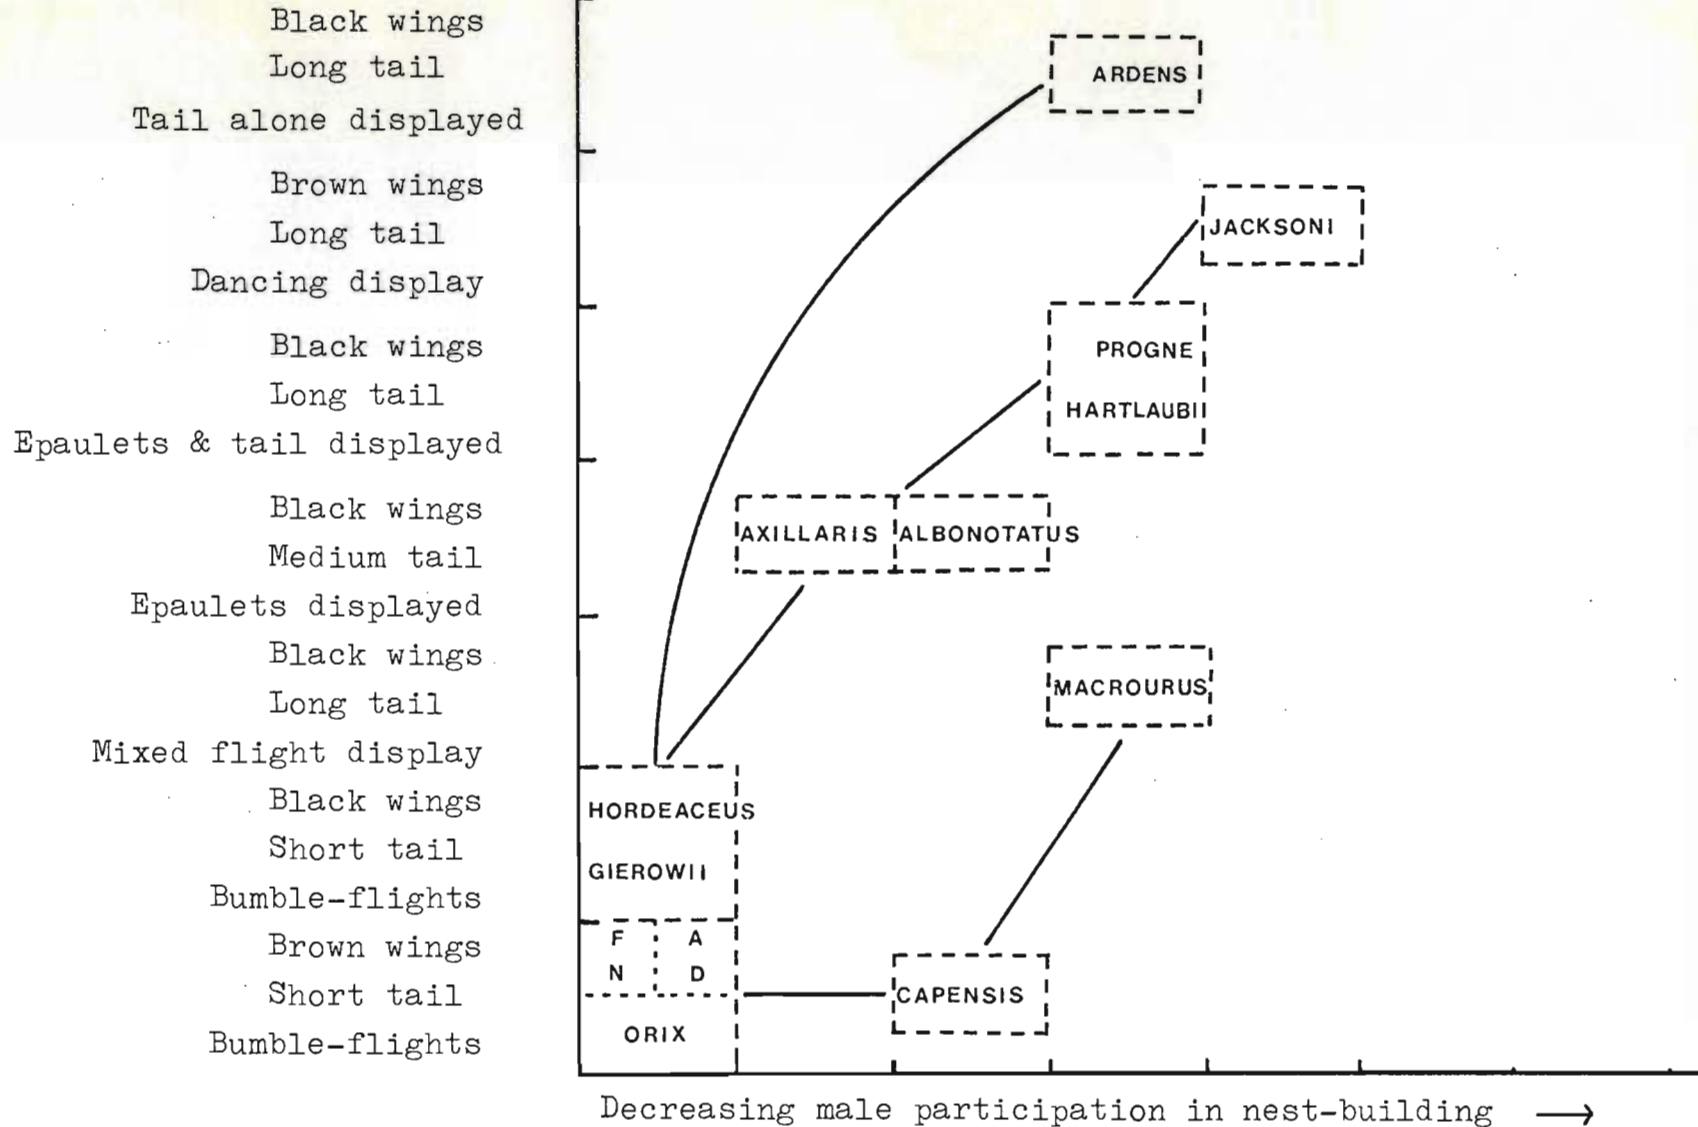 Black wings
Long tail
Tail alone displayed
Brown wings
Long tail
Dancing display
Black wings
Long tail
Epaulets & tail displayed
Black wings
Medium tail
Epaulets displayed
Black wings
Long tail
Mixed flight display
Black wings
Short tail
Bumble-flights
Brown wings
Short tail
Bumble-flights
ARDENS
JACKSONI
PROGNE
HARTLAUBII
AXILLARIS ALBONOTATUS
MACROURUS
HORDEACEUS
GIEROWII
F A
N D
CAPENSIS
ORIX
Decreasing male participation in nest-building →